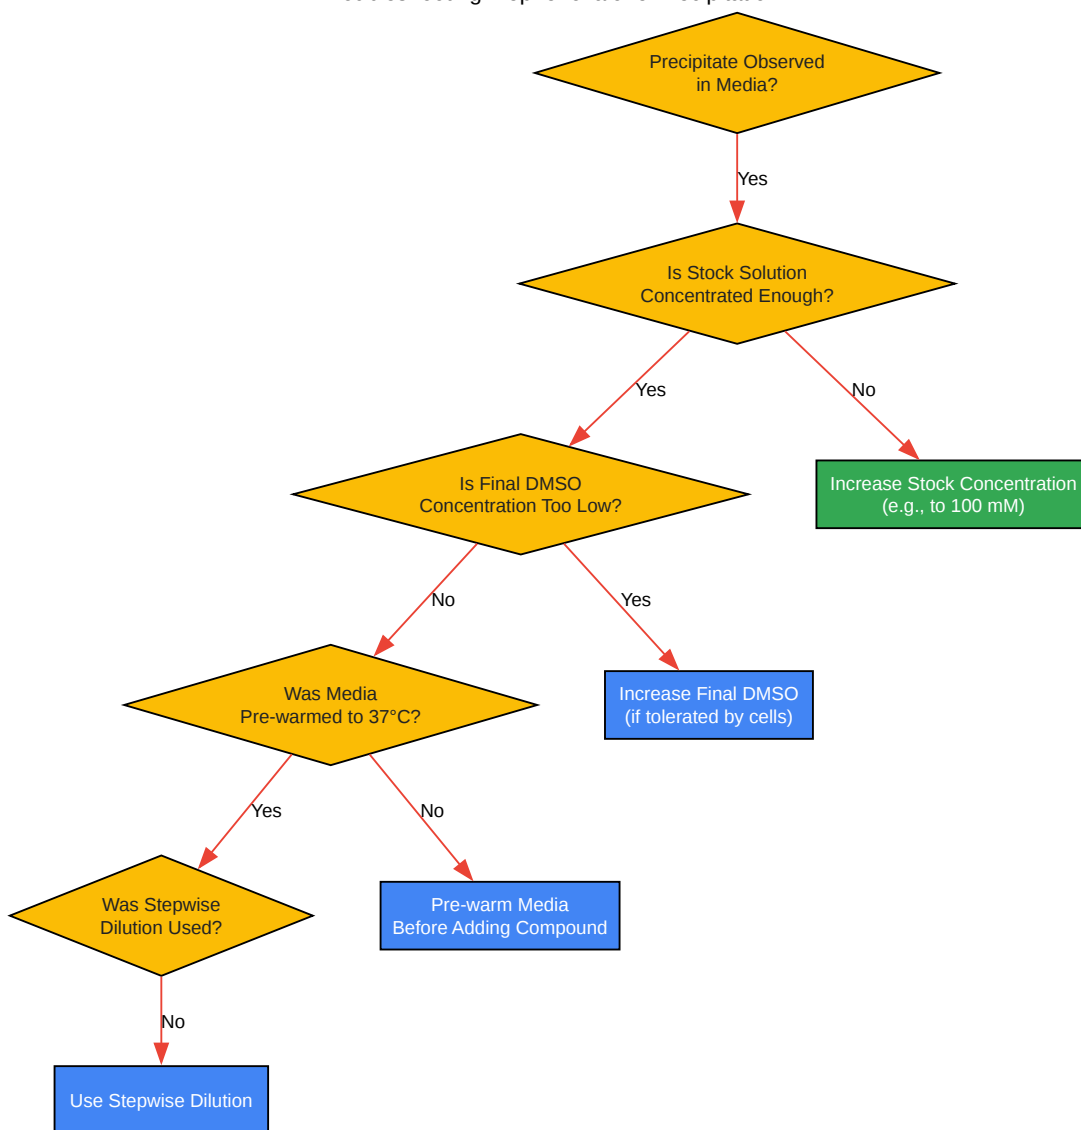 Precipitate Observed
in Media?
Yes
Is Stock Solution
Concentrated Enough?
Yes
No
Is Final DMSO
Concentration Too Low?
Increase Stock Concentration
(e.g., to 100 mM)
No
Yes
Was Media
Pre-warmed to 37°C?
Increase Final DMSO
(if tolerated by cells)
Yes
No
Was Stepwise
Dilution Used?
Pre-warm Media
Before Adding Compound
No
Use Stepwise Dilution